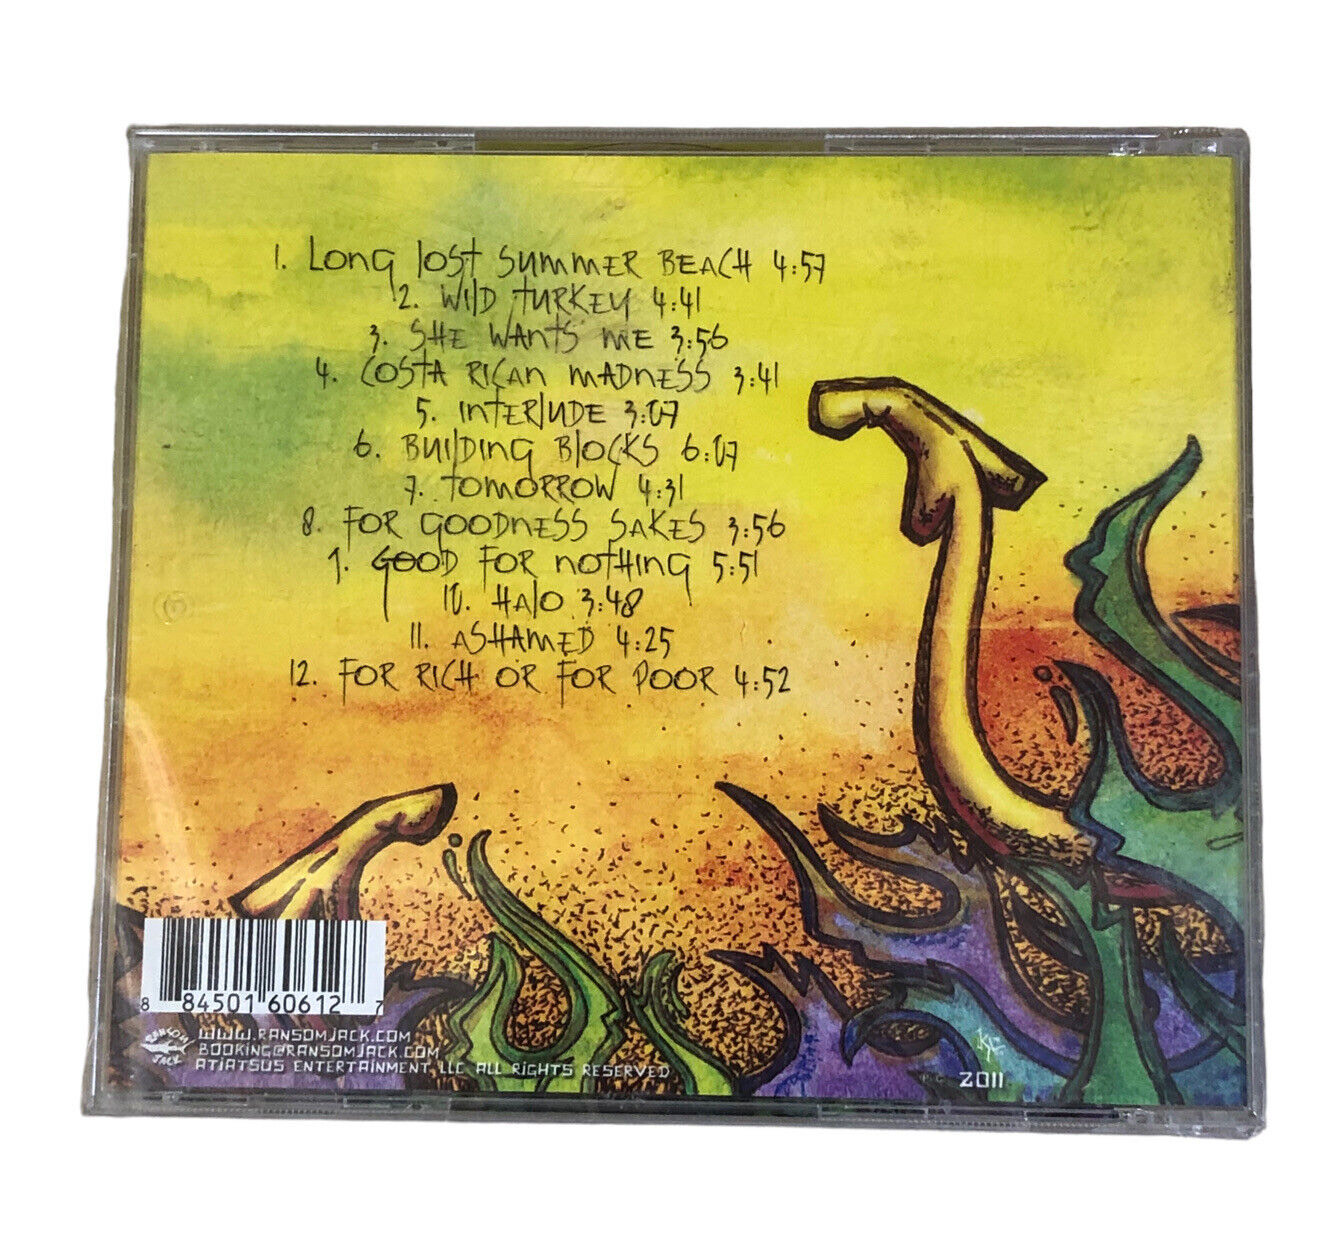 1. Long lost summer BEACH 4:57
2. Wild turkey 4:41
3. SHE WANTS ME 3:56
4. COSTA RICAN MADNESS 3:41
5. INTERLUDE 3:07
6. BUILDING BLOCKS 6:07
7. TOMORROW 4:31
8. FOR GOODNESS SAKES 3:56
9. GOOD FOR NOTHING 5:51
10. HALO 3:48
11. ASHAMED 4:25
12. FOR RICH OR FOR POOR 4:52
8 84501 60612 7
RANSOM JACK
WWW.RANSOMJACK.COM
BOOKING@RANSOMJACK.COM
ATIATSUS ENTERTAINMENT, LLC ALL RIGHTS RESERVED
2011